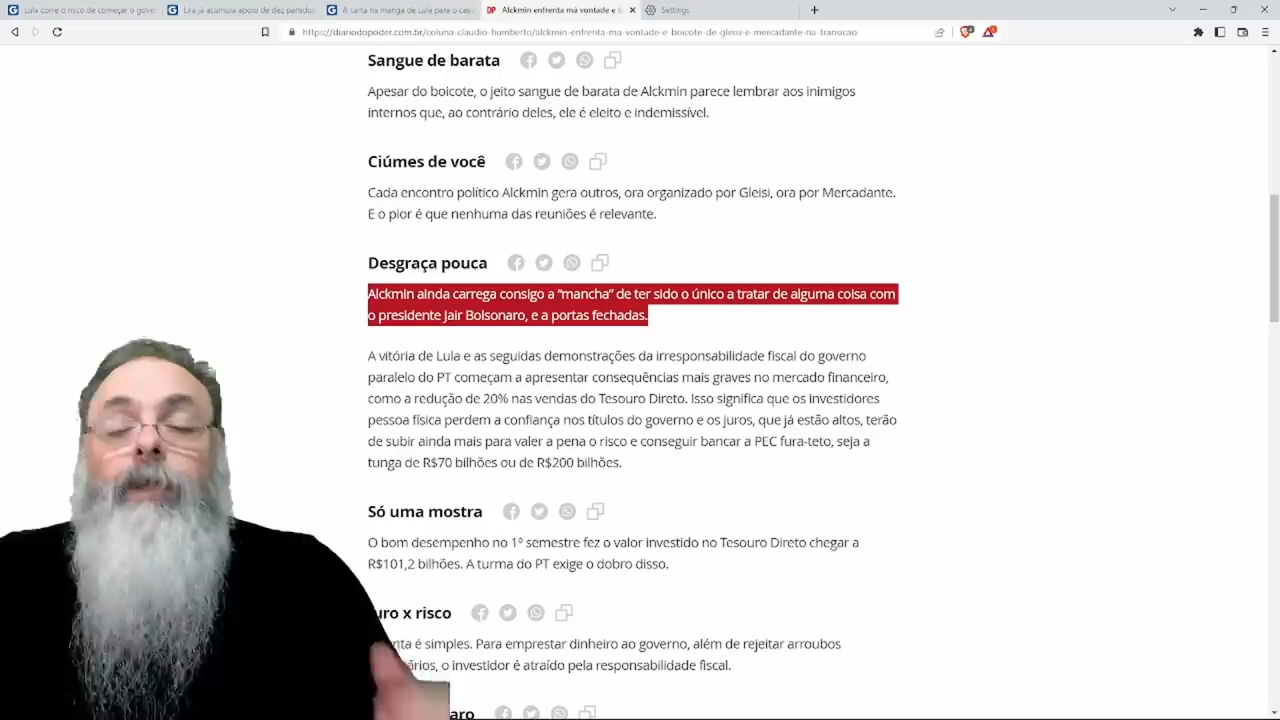 Lula corre o risco de começar o gover
Lira já acumula apoio de dez partidos
A carta na manga de Lula para o caso
DP Alckmin enfrenta má vontade e b
Settings
https://diariodopoder.com.br/coluna-claudio-humberto/alckmin-enfrenta-ma-vontade-e-boicote-de-gleisi-e-mercadante-na-transicao
Sangue de barata
Apesar do boicote, o jeito sangue de barata de Alckmin parece lembrar aos inimigos
internos que, ao contrário deles, ele é eleito e indemissível.
Ciúmes de você
Cada encontro político Alckmin gera outros, ora organizado por Gleisi, ora por Mercadante.
E o pior é que nenhuma das reuniões é relevante.
Desgraça pouca
Alckmin ainda carrega consigo a "mancha" de ter sido o único a tratar de alguma coisa com
o presidente Jair Bolsonaro, e a portas fechadas.
A vitória de Lula e as seguidas demonstrações da irresponsabilidade fiscal do governo
paralelo do PT começam a apresentar consequências mais graves no mercado financeiro,
como a redução de 20% nas vendas do Tesouro Direto. Isso significa que os investidores
pessoa física perdem a confiança nos títulos do governo e os juros, que já estão altos, terão
de subir ainda mais para valer a pena o risco e conseguir bancar a PEC fura-teto, seja a
tunga de R$70 bilhões ou de R$200 bilhões.
Só uma mostra
O bom desempenho no 1º semestre fez o valor investido no Tesouro Direto chegar a
R$101,2 bilhões. A turma do PT exige o dobro disso.
uro x risco
nta é simples. Para emprestar dinheiro ao governo, além de rejeitar arroubos
ários, o investidor é atraído pela responsabilidade fiscal.
aro